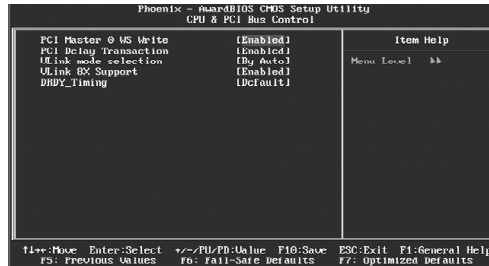 Phoenix - AwardBIOS CMOS Setup Utility
CPU & PCI Bus Control
PCI Master 0 WS Write [Enabled]
PCI Delay Transaction [Enabled]
VLink mode selection [By Auto]
VLink 8X Support [Enabled]
DRDY_Timing [Default]
Item Help
Menu Level ▶▶
↑↓→←:Move Enter:Select +/-/PU/PD:Value F10:Save ESC:Exit F1:General Help
F5: Previous Values F6: Fail-Safe Defaults F7: Optimized Defaults